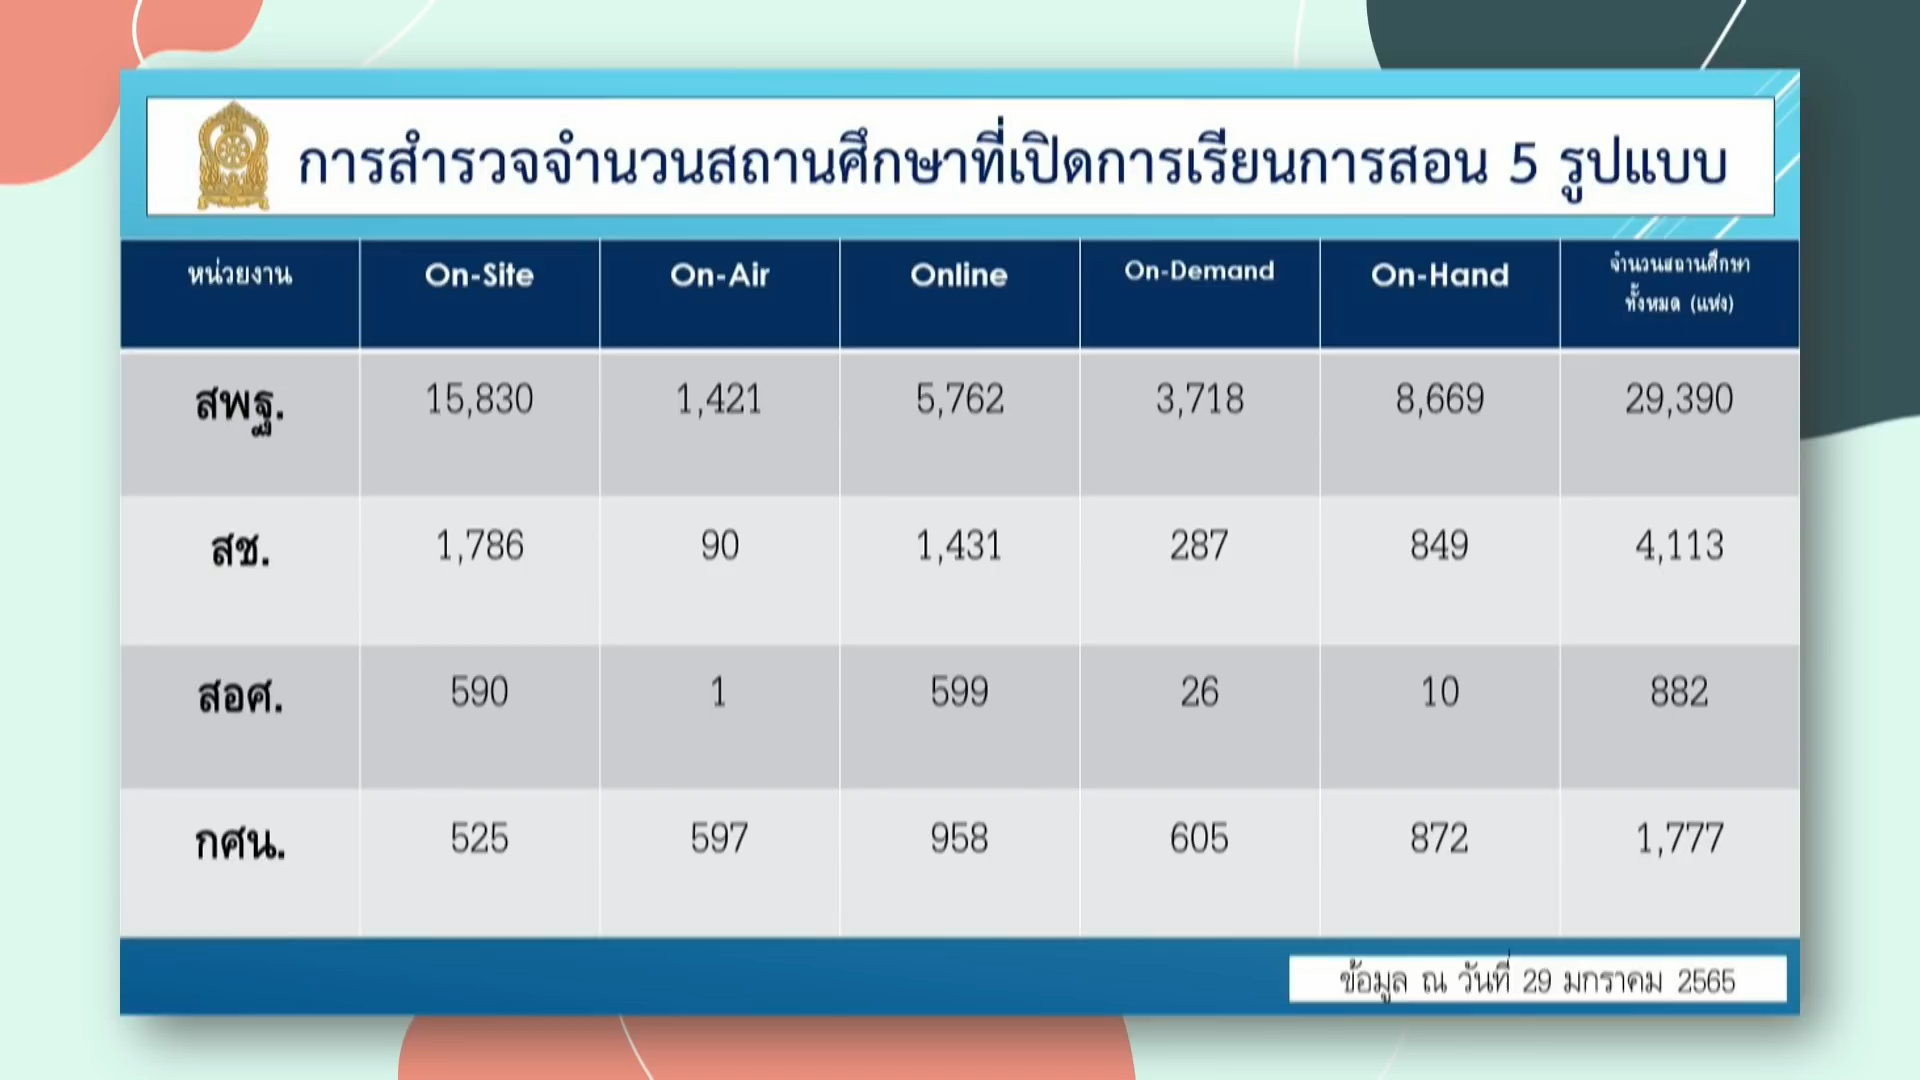 การสำรวจจำนวนสถานศึกษาที่เปิดการเรียนการสอน 5 รูปแบบ
หน่วยงาน On-Site On-Air Online On-Demand On-Hand จำนวนสถานศึกษา
ทั้งหมด (แห่ง)
สพฐ. 15,830 1,421 5,762 3,718 8,669 29,390
สช. 1,786 90 1,431 287 849 4,113
สอศ. 590 1 599 26 10 882
กศน. 525 597 958 605 872 1,777
ข้อมูล ณ วันที่ 29 มกราคม 2565